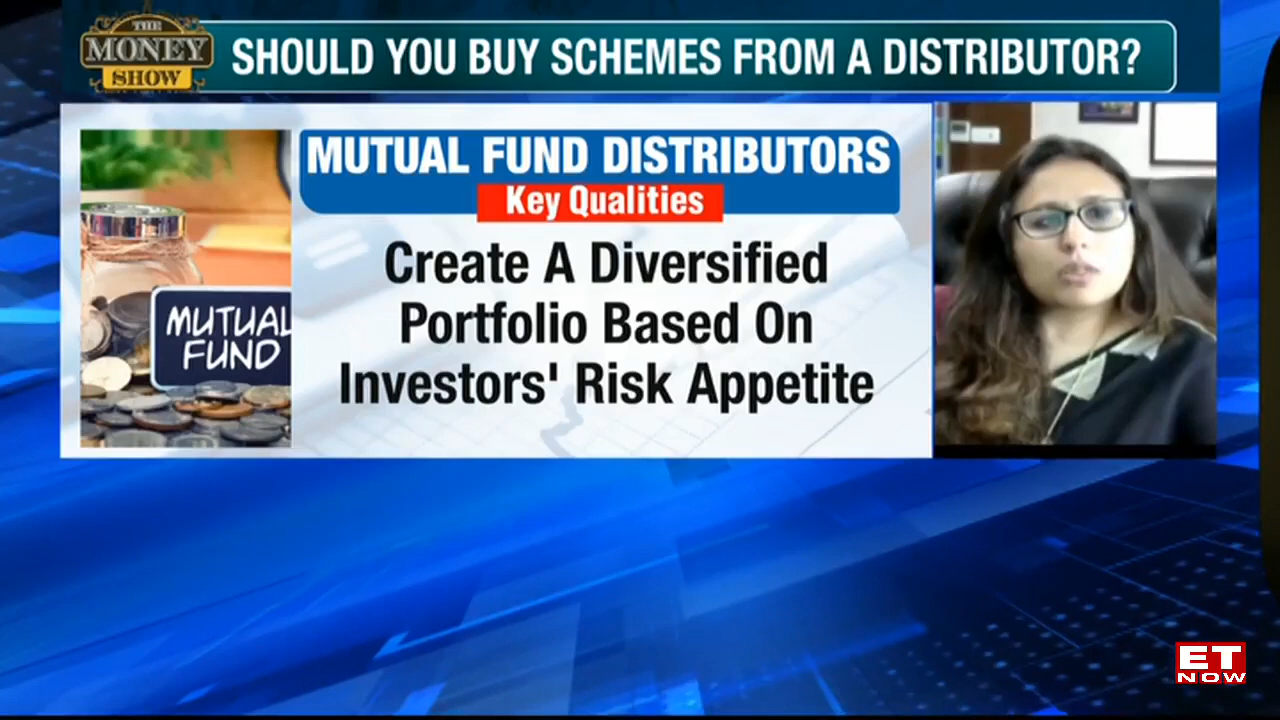 THE
MONEY
SHOW
SHOULD YOU BUY SCHEMES FROM A DISTRIBUTOR?
MUTUAL FUND DISTRIBUTORS
Key Qualities
Create A Diversified
Portfolio Based On
Investors' Risk Appetite
MUTUAL
FUND
ET
NOW